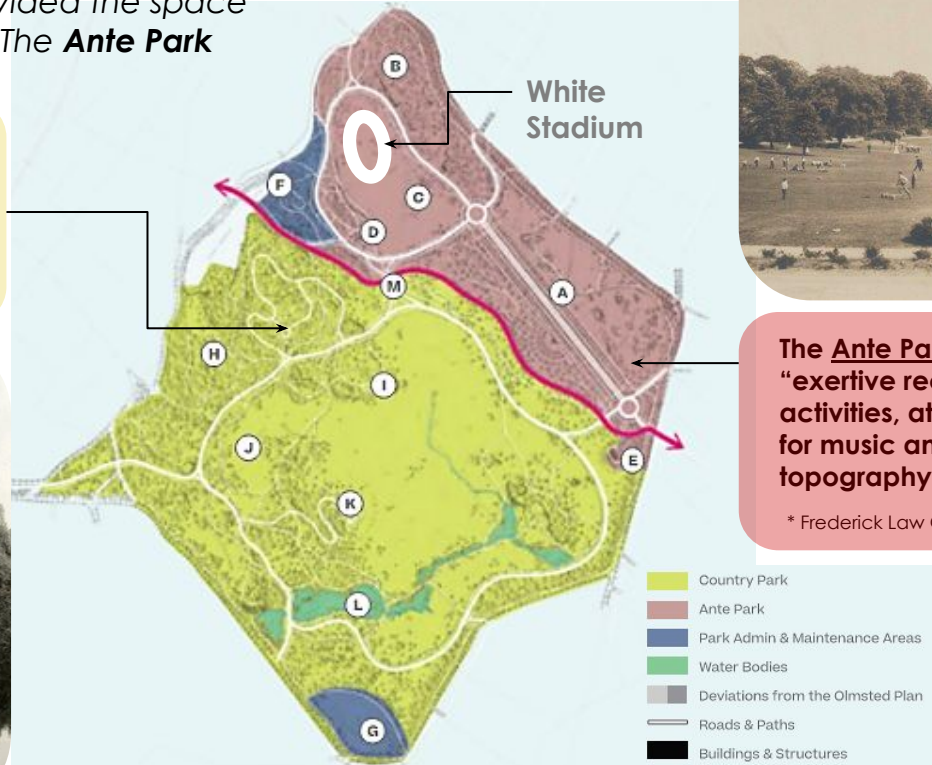 vided the space
The Ante Park
White
Stadium
B
F
C
D
A
M
H
I
J
E
K
L
G
The Ante Pa
“exertive rec
activities, at
for music an
topography
* Frederick Law
Country Park
Ante Park
Park Admin & Maintenance Areas
Water Bodies
Deviations from the Olmsted Plan
Roads & Paths
Buildings & Structures